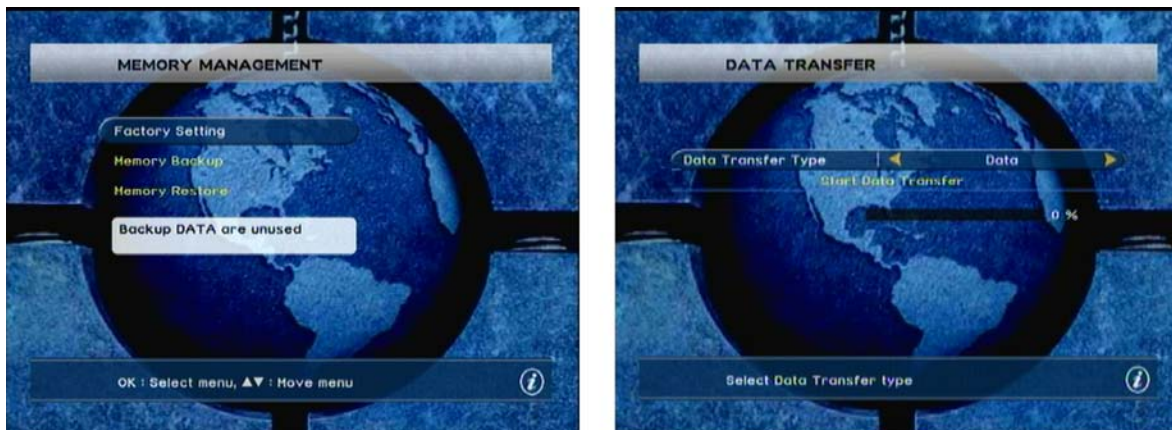 MEMORY MANAGEMENT
Factory Setting
Memory Backup
Memory Restore
Backup DATA are unused
OK : Select menu, ▲▼ : Move menu
i
DATA TRANSFER
Data Transfer Type Data
Start Data Transfer
0 %
Select Data Transfer type
i